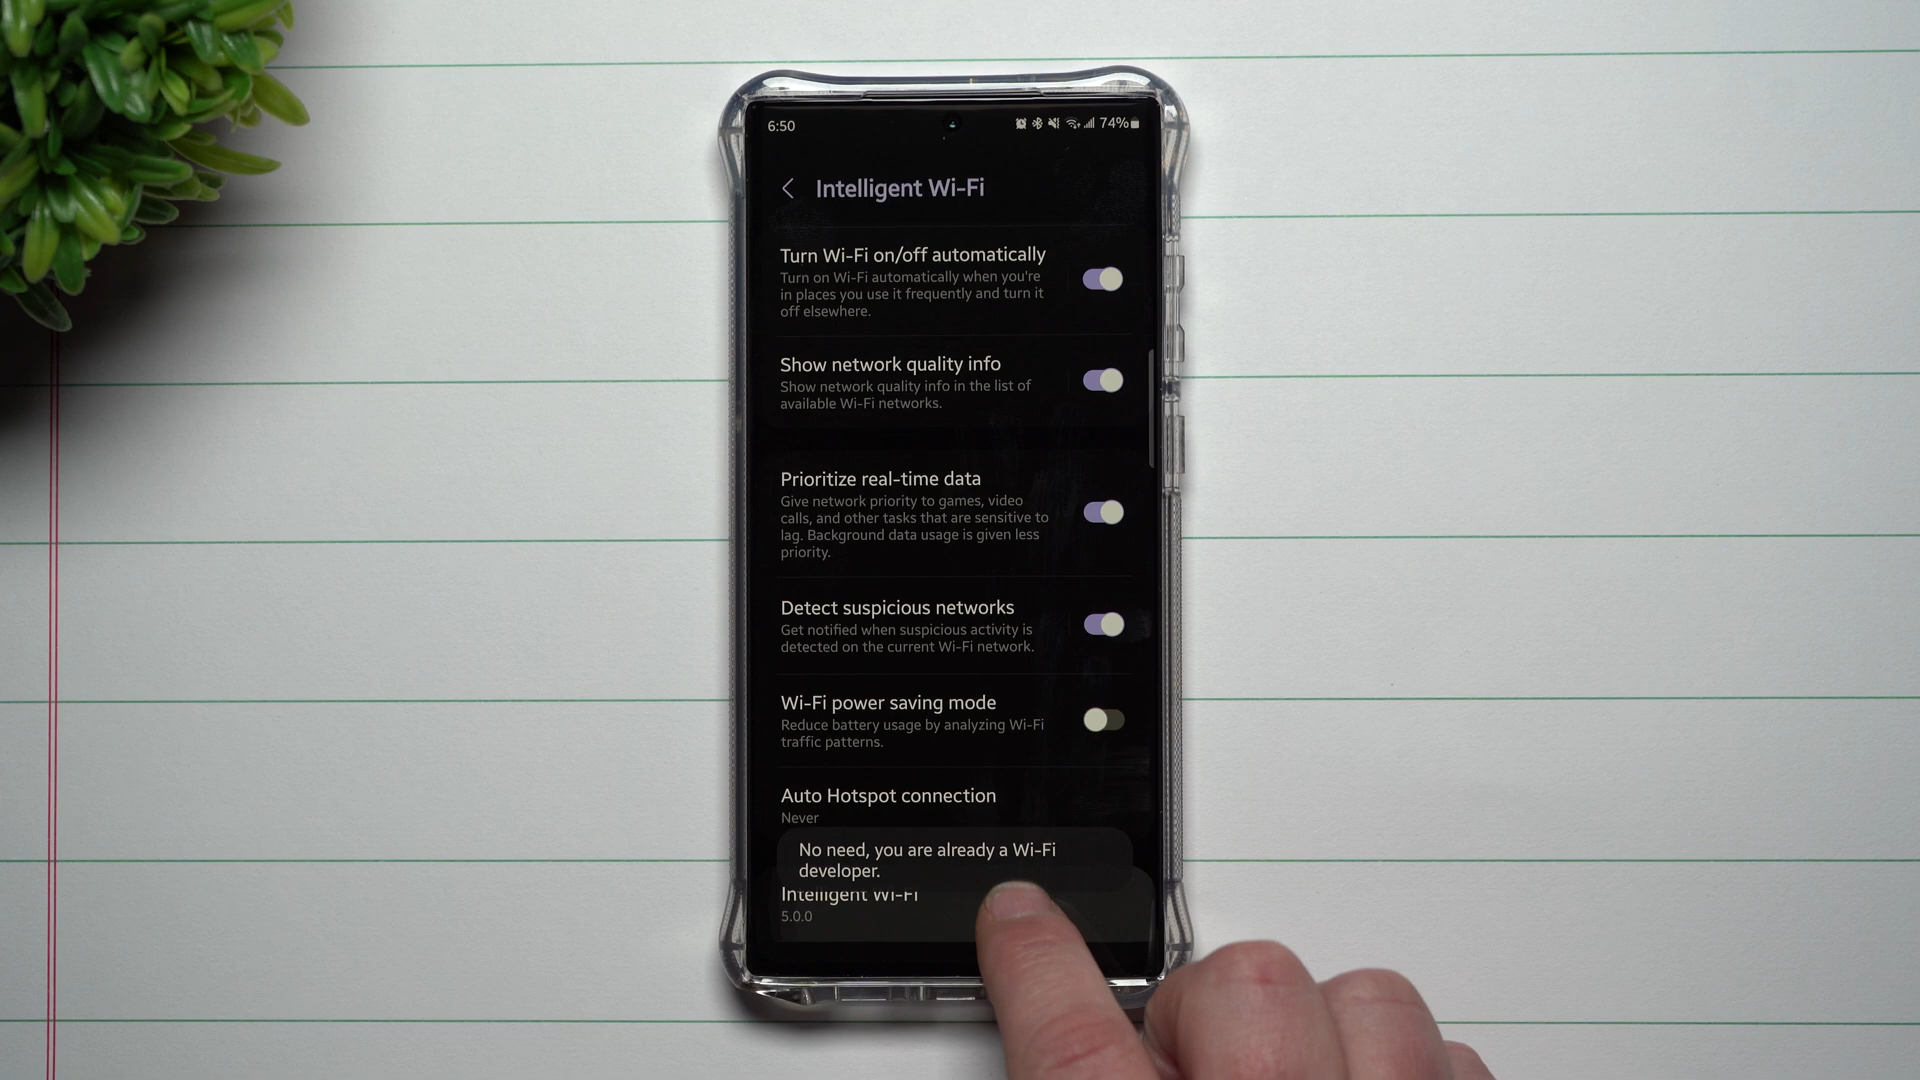 6:50
74%
Intelligent Wi-Fi
Turn Wi-Fi on/off automatically
Turn on Wi-Fi automatically when you're
in places you use it frequently and turn it
off elsewhere.
Show network quality info
Show network quality info in the list of
available Wi-Fi networks.
Prioritize real-time data
Give network priority to games, video
calls, and other tasks that are sensitive to
lag. Background data usage is given less
priority.
Detect suspicious networks
Get notified when suspicious activity is
detected on the current Wi-Fi network.
Wi-Fi power saving mode
Reduce battery usage by analyzing Wi-Fi
traffic patterns.
Auto Hotspot connection
Never
No need, you are already a Wi-Fi
developer.
Intelligent Wi-Fi
5.0.0